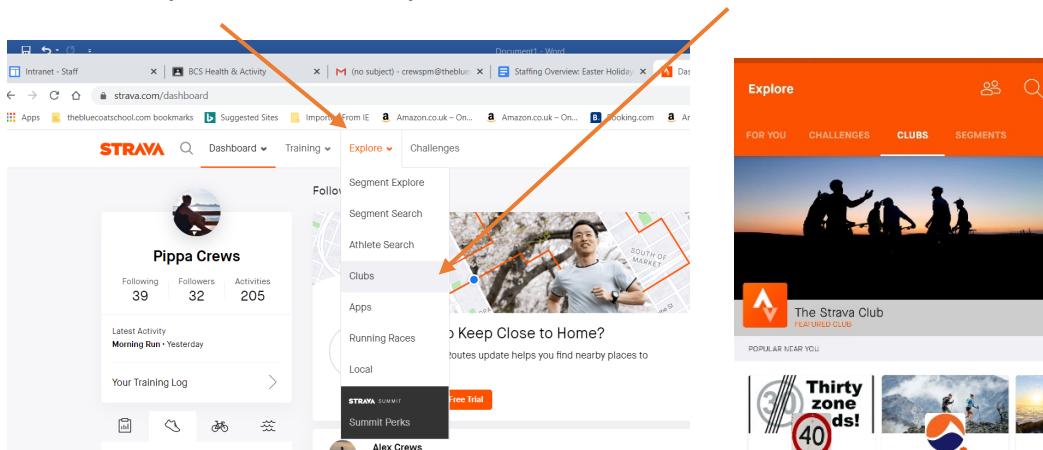 Document1 - Word
Intranet - Staff
BCS Health & Activity
(no subject) - crewspm@theblue
Staffing Overview: Easter Holiday
Das
strava.com/dashboard
Apps
thebluecoatschool.com bookmarks
Suggested Sites
Amazon.co.uk – On...
Amazon.co.uk – On...
Booking.com
STRAVA
Dashboard
Training
Explore
Challenges
Segment Explore
Segment Search
Athlete Search
Clubs
Apps
Running Races
Local
STRAVA SUMMIT
Summit Perks
Pippa Crews
Following
Followers
Activities
39
32
205
Latest Activity
Morning Run • Yesterday
Your Training Log
SOUTH OF
MARKET
Keep Close to Home?
Routes update helps you find nearby places to
Free Trial
Alex Crews
Explore
FOR YOU
CHALLENGES
CLUBS
SEGMENTS
The Strava Club
FEATURED CLUB
POPULAR NEAR YOU
30
Thirty
zone
ds!
40